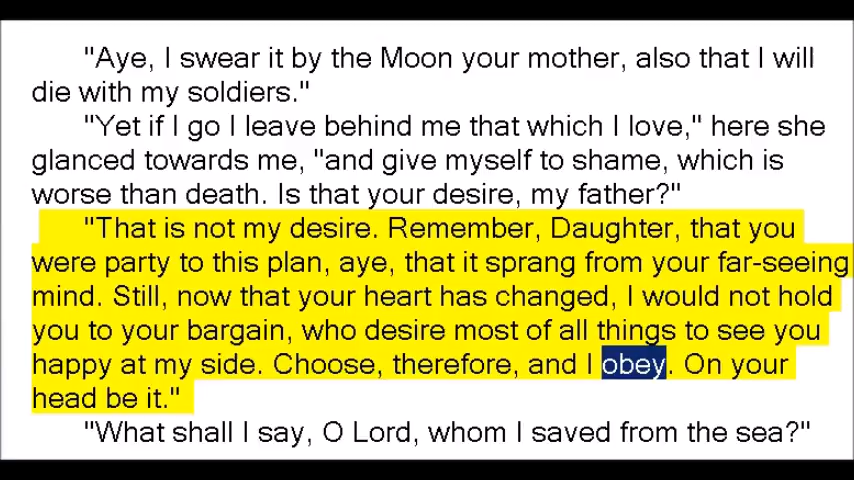 "Aye, I swear it by the Moon your mother, also that I will
die with my soldiers."
"Yet if I go I leave behind me that which I love," here she
glanced towards me, "and give myself to shame, which is
worse than death. Is that your desire, my father?"
"That is not my desire. Remember, Daughter, that you
were party to this plan, aye, that it sprang from your far-seeing
mind. Still, now that your heart has changed, I would not hold
you to your bargain, who desire most of all things to see you
happy at my side. Choose, therefore, and I obey. On your
head be it."
"What shall I say, O Lord, whom I saved from the sea?"